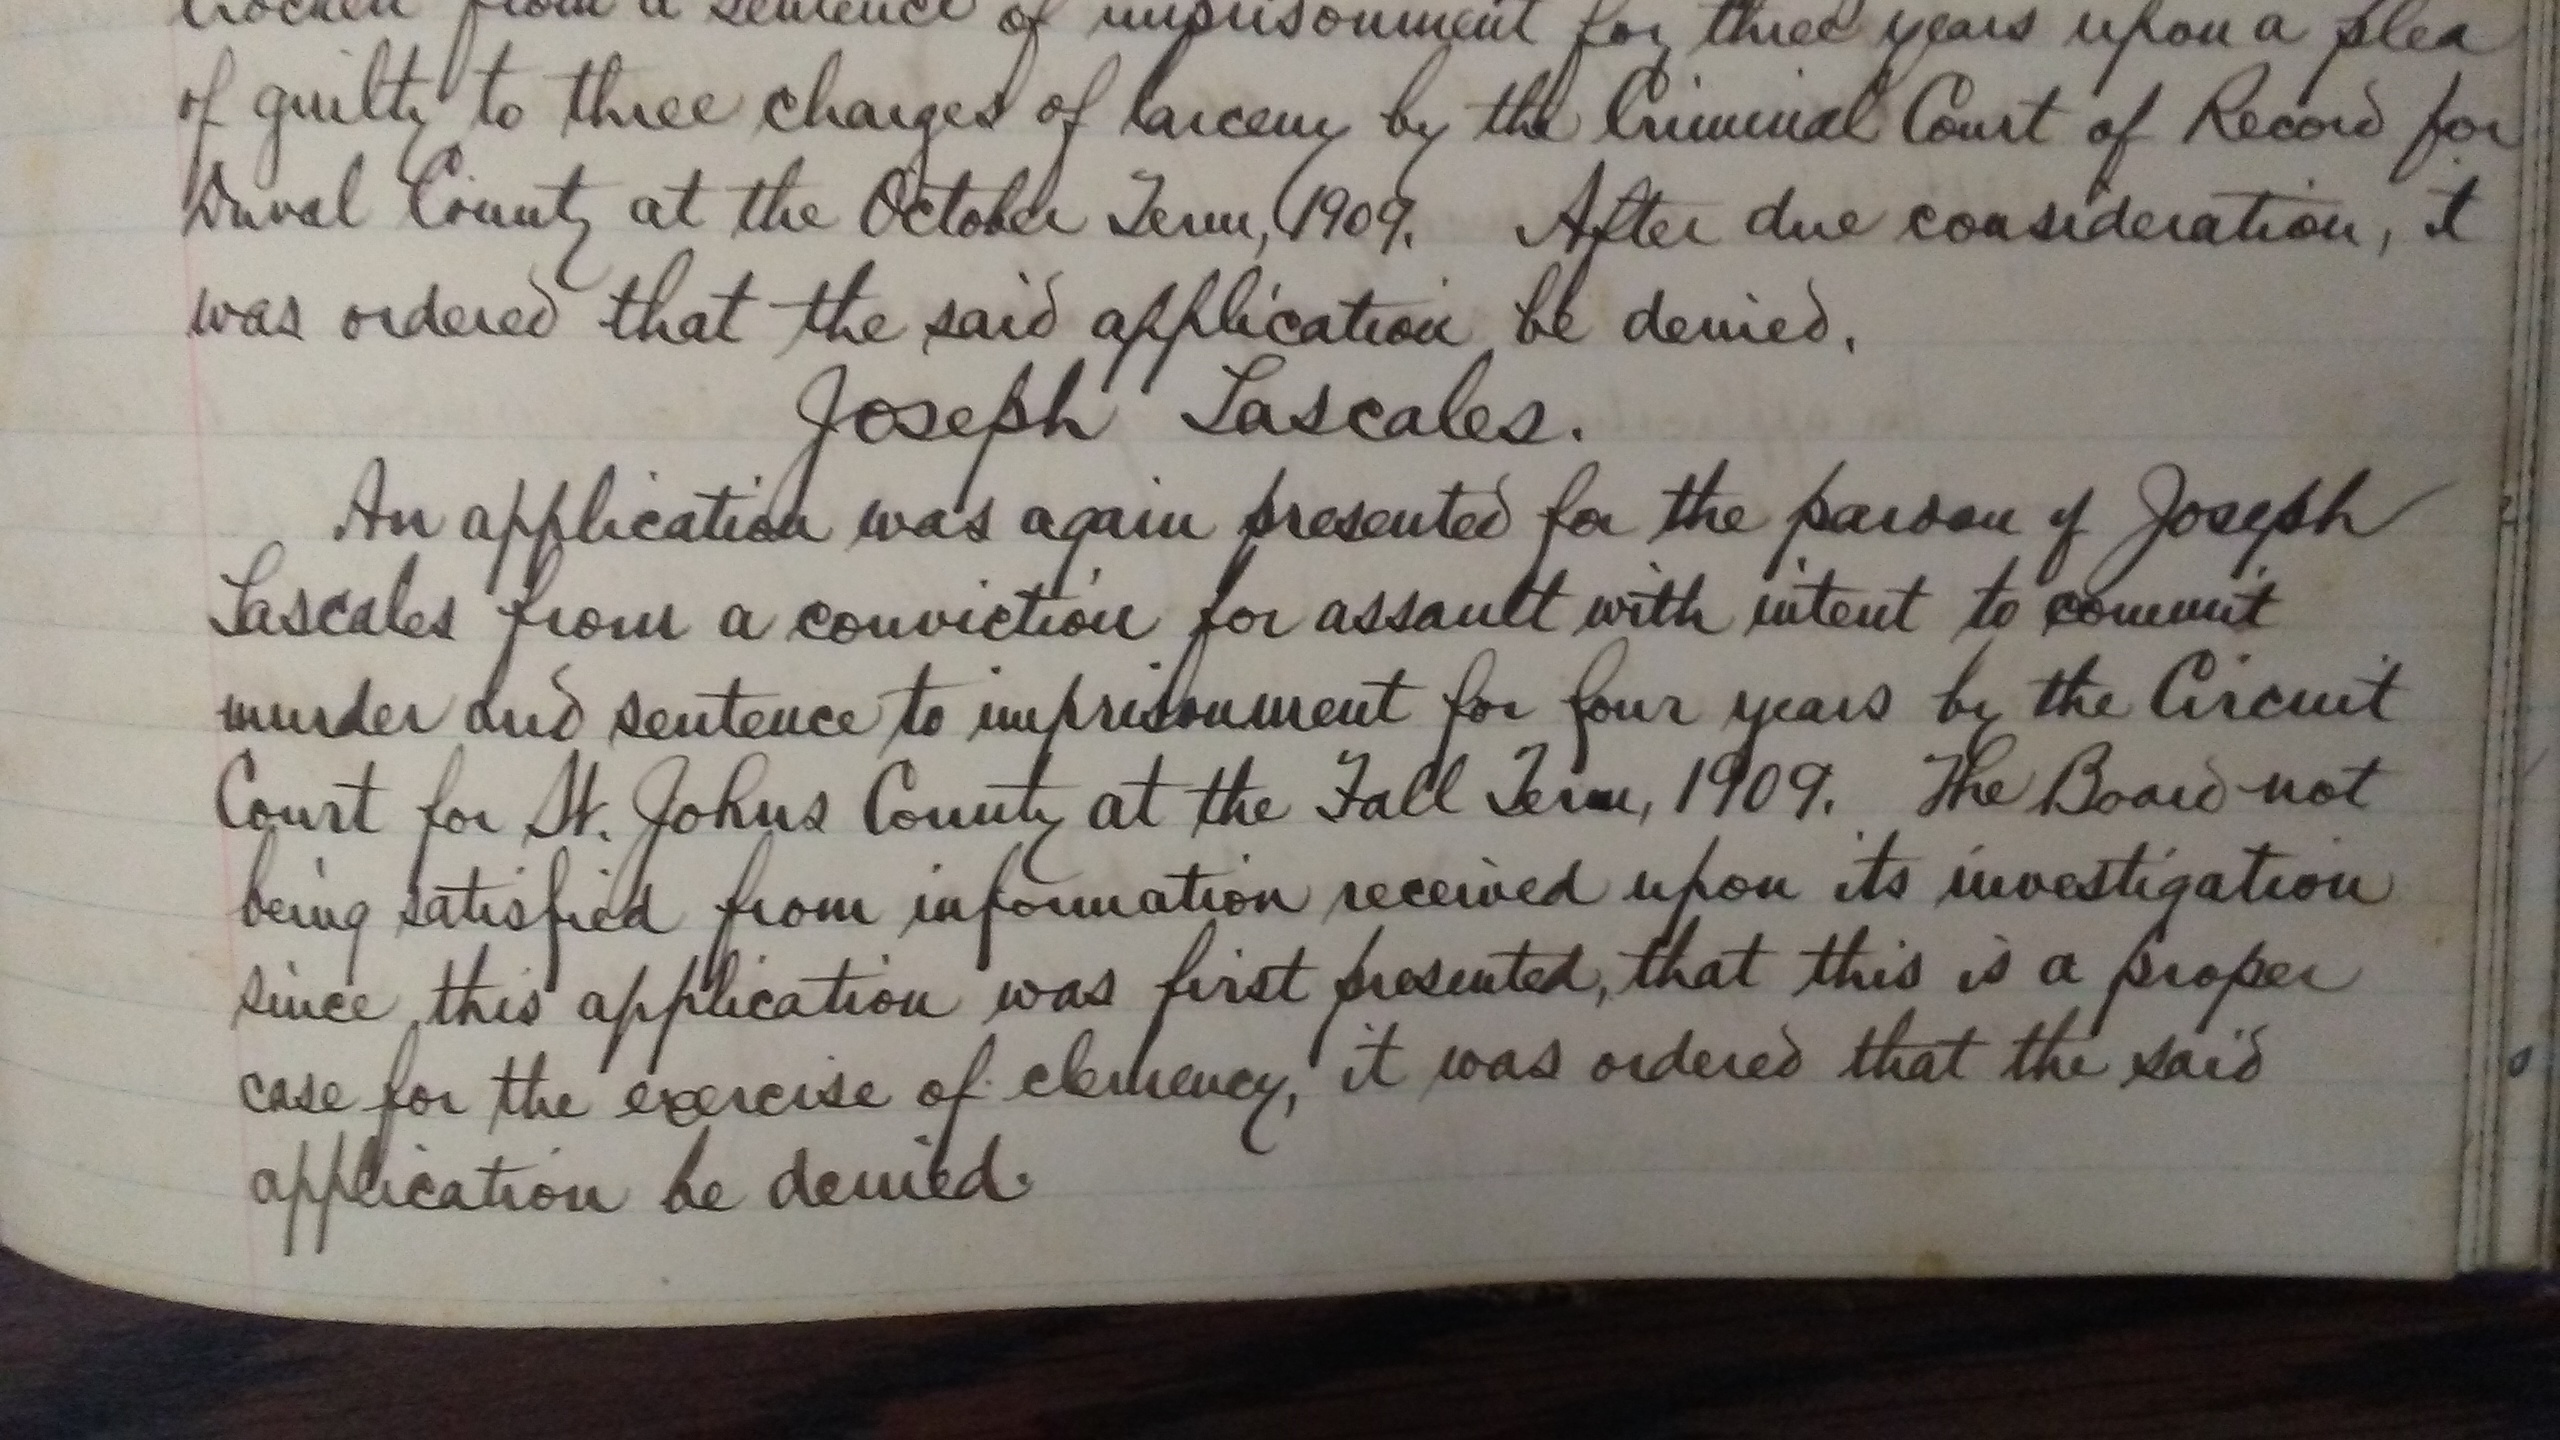 a sentence of imprisonment for three years upon a plea
of guilty to three charges of larceny by the Criminal Court of Record for
Duval County at the October Term, 1909. After due consideration, it
was ordered that the said application be denied.
Joseph Lascales.
An application was again presented for the pardon of Joseph
Lascales from a conviction for assault with intent to commit
murder and sentence to imprisonment for four years by the Circuit
Court for St. Johns County at the Fall Term, 1909. The Board not
being satisfied from information received upon its investigation
since this application was first presented, that this is a proper
case for the exercise of clemency, it was ordered that the said
application be denied.